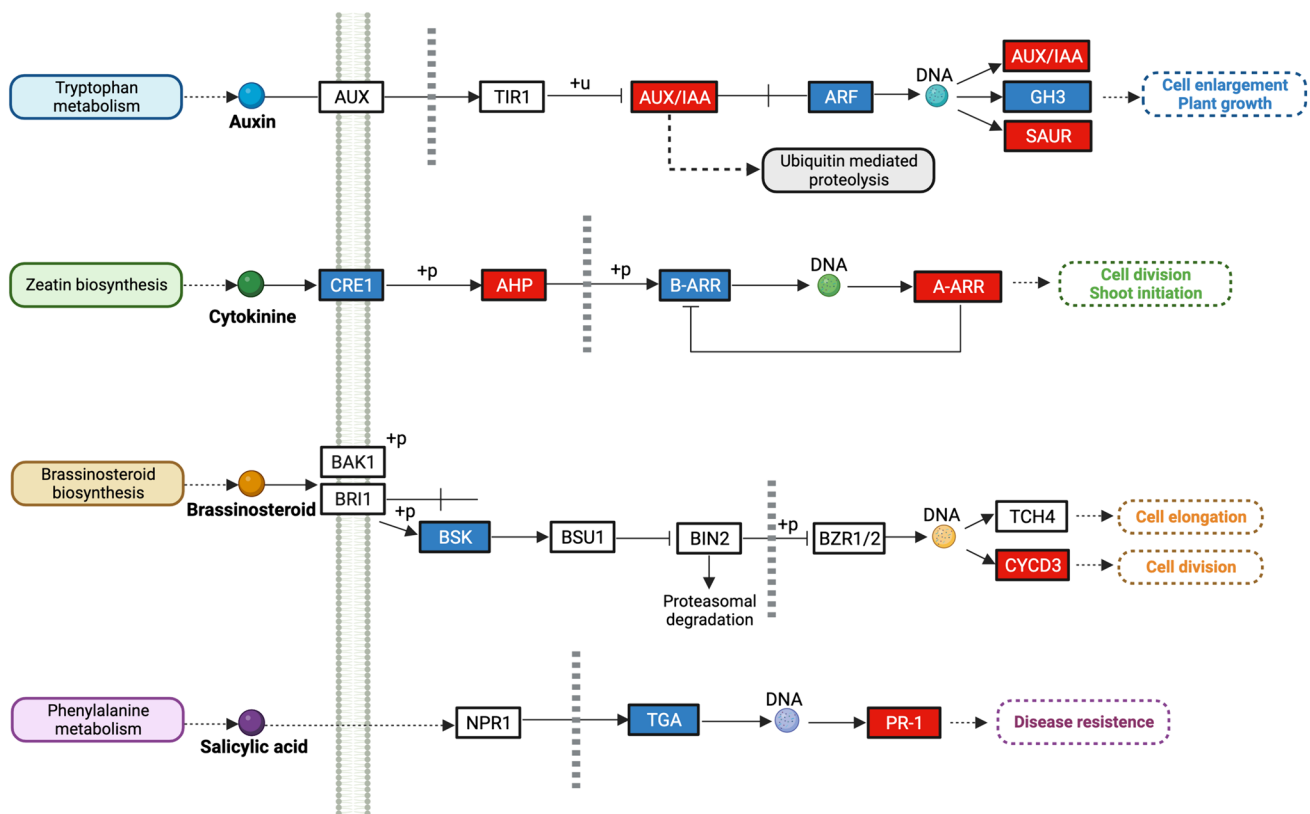 Tryptophan
metabolism
Auxin
AUX
TIR1
+u
AUX/IAA
ARF
DNA
AUX/IAA
GH3
SAUR
Cell enlargement
Plant growth
Ubiquitin mediated
proteolysis
Zeatin biosynthesis
Cytokinine
CRE1
+p
AHP
+p
B-ARR
DNA
A-ARR
Cell division
Shoot initiation
Brassinosteroid
biosynthesis
Brassinosteroid
BAK1
+p
BRI1
+p
BSK
BSU1
BIN2
Proteasomal
degradation
+p
BZR1/2
DNA
TCH4
CYCD3
Cell elongation
Cell division
Phenylalanine
metabolism
Salicylic acid
NPR1
TGA
DNA
PR-1
Disease resistence